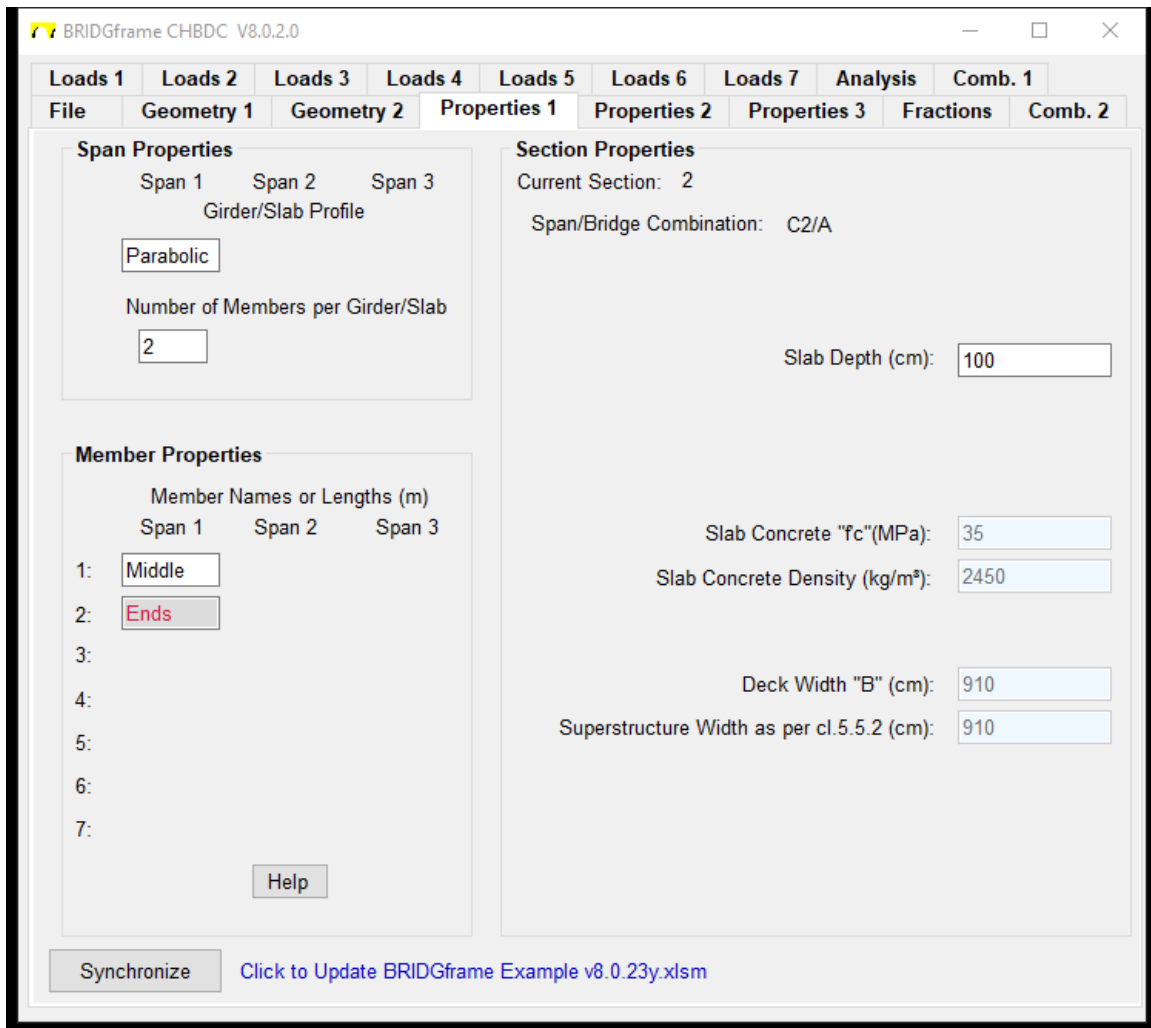 BRIDGframe CHBDC V8.0.2.0
Loads 1 Loads 2 Loads 3 Loads 4 Loads 5 Loads 6 Loads 7 Analysis Comb. 1
File Geometry 1 Geometry 2 Properties 1 Properties 2 Properties 3 Fractions Comb. 2
Span Properties
Span 1 Span 2 Span 3
Girder/Slab Profile
Parabolic
Number of Members per Girder/Slab
2
Member Properties
Member Names or Lengths (m)
Span 1 Span 2 Span 3
1: Middle
2: Ends
3:
4:
5:
6:
7:
Help
Section Properties
Current Section: 2
Span/Bridge Combination: C2/A
Slab Depth (cm): 100
Slab Concrete "f'c"(MPa): 35
Slab Concrete Density (kg/m³): 2450
Deck Width "B" (cm): 910
Superstructure Width as per cl.5.5.2 (cm): 910
Synchronize Click to Update BRIDGframe Example v8.0.23y.xlsm